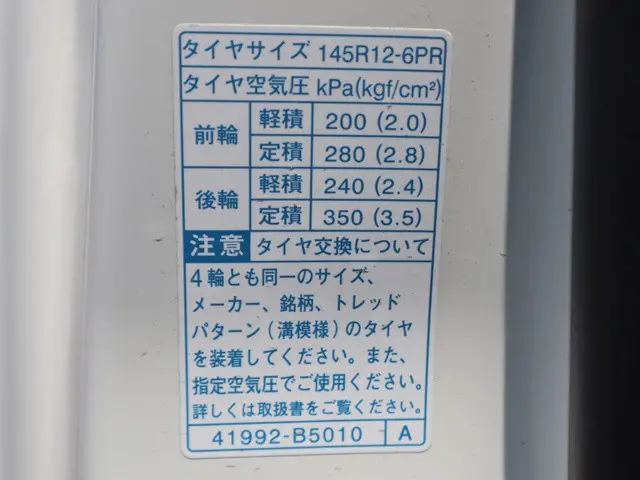 タイヤサイズ 145R12-6PR
タイヤ空気圧 kPa(kgf/cm²)
前輪 軽積 200 (2.0)
定積 280 (2.8)
後輪 軽積 240 (2.4)
定積 350 (3.5)
注意 タイヤ交換について
4輪とも同一のサイズ、
メーカー、銘柄、トレッド
パターン(溝模様)のタイヤ
を装着してください。また、
指定空気圧でご使用ください。
詳しくは取扱書をご覧ください。
41992-B5010 A